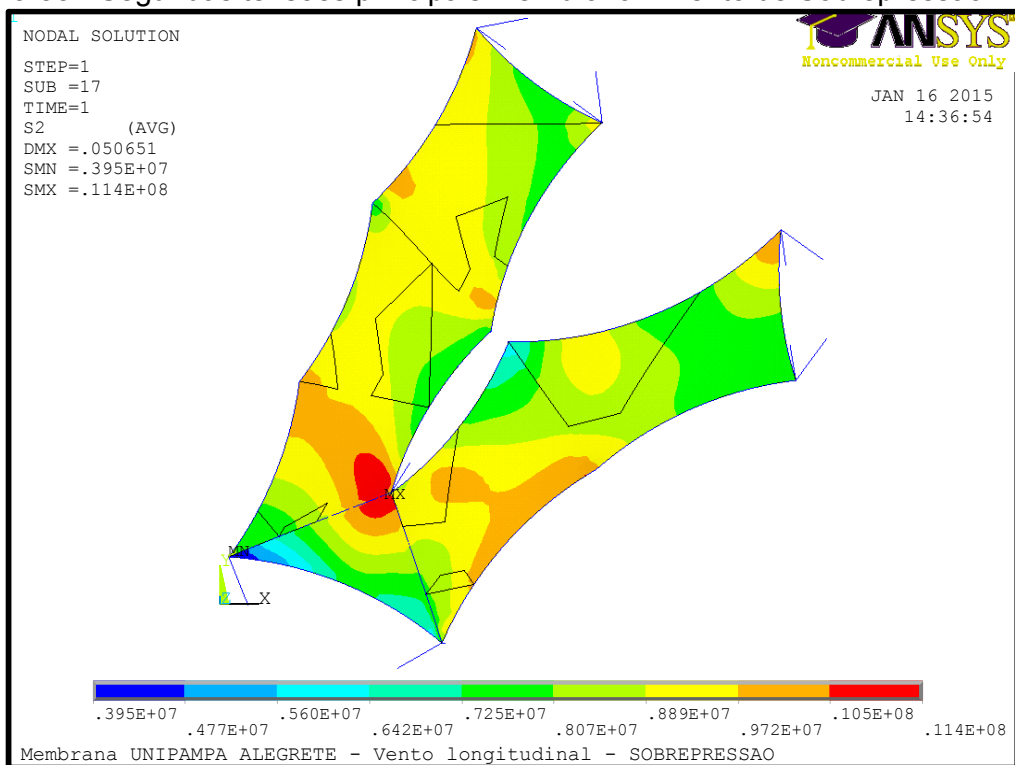 NODAL SOLUTION
STEP=1
SUB =17
TIME=1
S2 (AVG)
DMX =.050651
SMN =.395E+07
SMX =.114E+08
ANSYS
Noncommercial Use Only
JAN 16 2015
14:36:54
MX
MN
Y
Z X
.395E+07 .560E+07 .725E+07 .889E+07 .105E+08
.477E+07 .642E+07 .807E+07 .972E+07 .114E+08
Membrana UNIPAMPA ALEGRETE - Vento longitudinal - SOBREPRESSAO